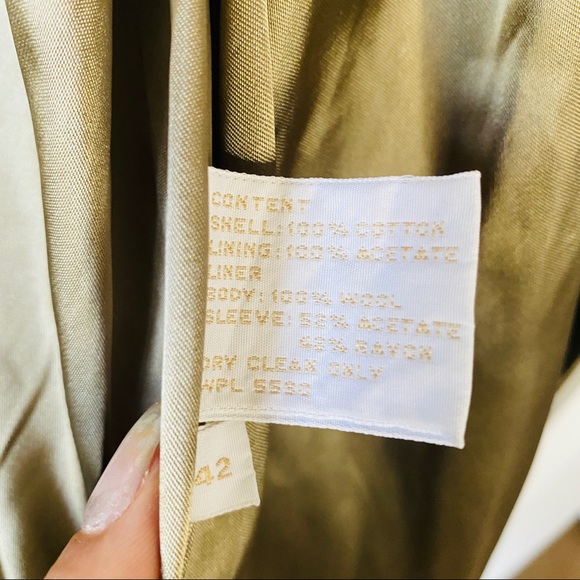 CONTENT
SHELL: 100% COTTON
LINING: 100% ACETATE
LINER
BODY: 100% WOOL
SLEEVE: 52% ACETATE
RAYON
DRY CLEAN ONLY
WPL 5530
42